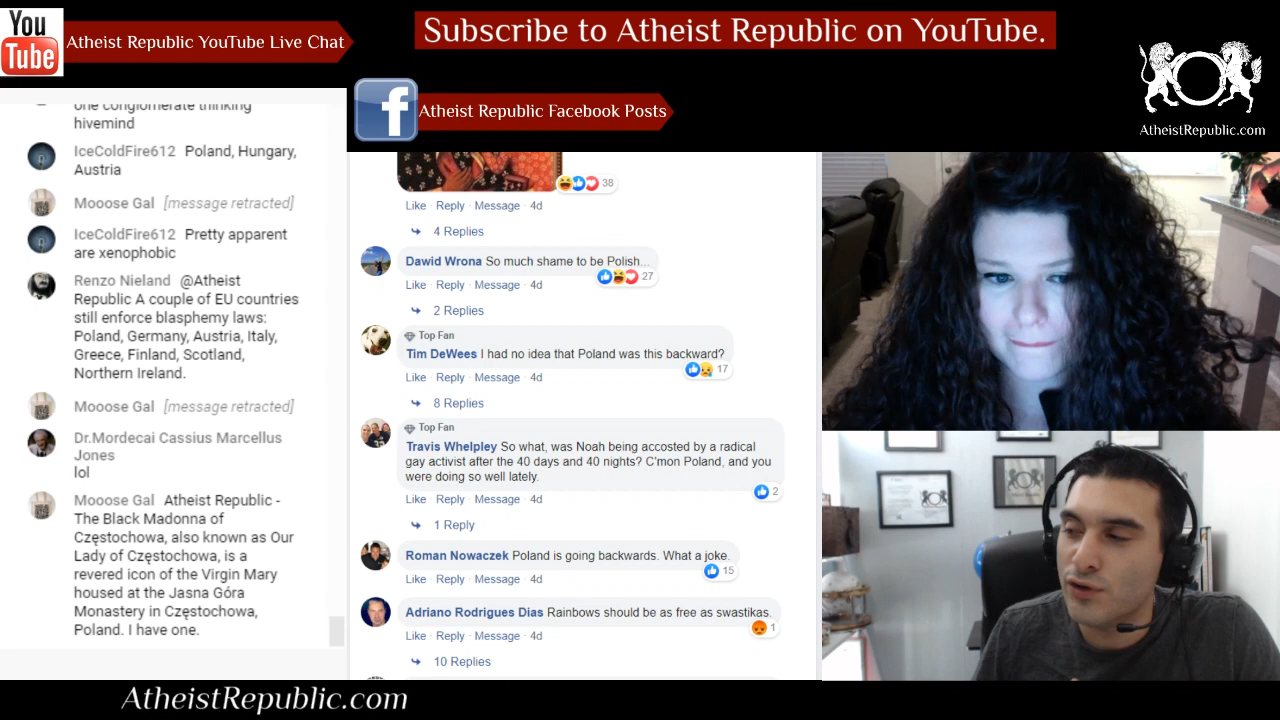 You
Tube
Atheist Republic YouTube Live Chat
Subscribe to Atheist Republic on YouTube.
AtheistRepublic.com
f
Atheist Republic Facebook Posts
one conglomerate thinking
hivemind
IceColdFire612 Poland, Hungary,
Austria
Mooose Gal [message retracted]
IceColdFire612 Pretty apparent
are xenophobic
Renzo Nieland @Atheist
Republic A couple of EU countries
still enforce blasphemy laws:
Poland, Germany, Austria, Italy,
Greece, Finland, Scotland,
Northern Ireland.
Mooose Gal [message retracted]
Dr.Mordecai Cassius Marcellus
Jones
lol
Mooose Gal Atheist Republic -
The Black Madonna of
Częstochowa, also known as Our
Lady of Częstochowa, is a
revered icon of the Virgin Mary
housed at the Jasna Góra
Monastery in Częstochowa,
Poland. I have one.
38
Like · Reply · Message · 4d
4 Replies
Dawid Wrona So much shame to be Polish...
27
Like · Reply · Message · 4d
2 Replies
Top Fan
Tim DeWees I had no idea that Poland was this backward?
17
Like · Reply · Message · 4d
8 Replies
Top Fan
Travis Whelpley So what, was Noah being accosted by a radical
gay activist after the 40 days and 40 nights? C'mon Poland, and you
were doing so well lately.
2
Like · Reply · Message · 4d
1 Reply
Roman Nowaczek Poland is going backwards. What a joke.
15
Like · Reply · Message · 4d
Adriano Rodrigues Dias Rainbows should be as free as swastikas.
1
Like · Reply · Message · 4d
10 Replies
AtheistRepublic.com